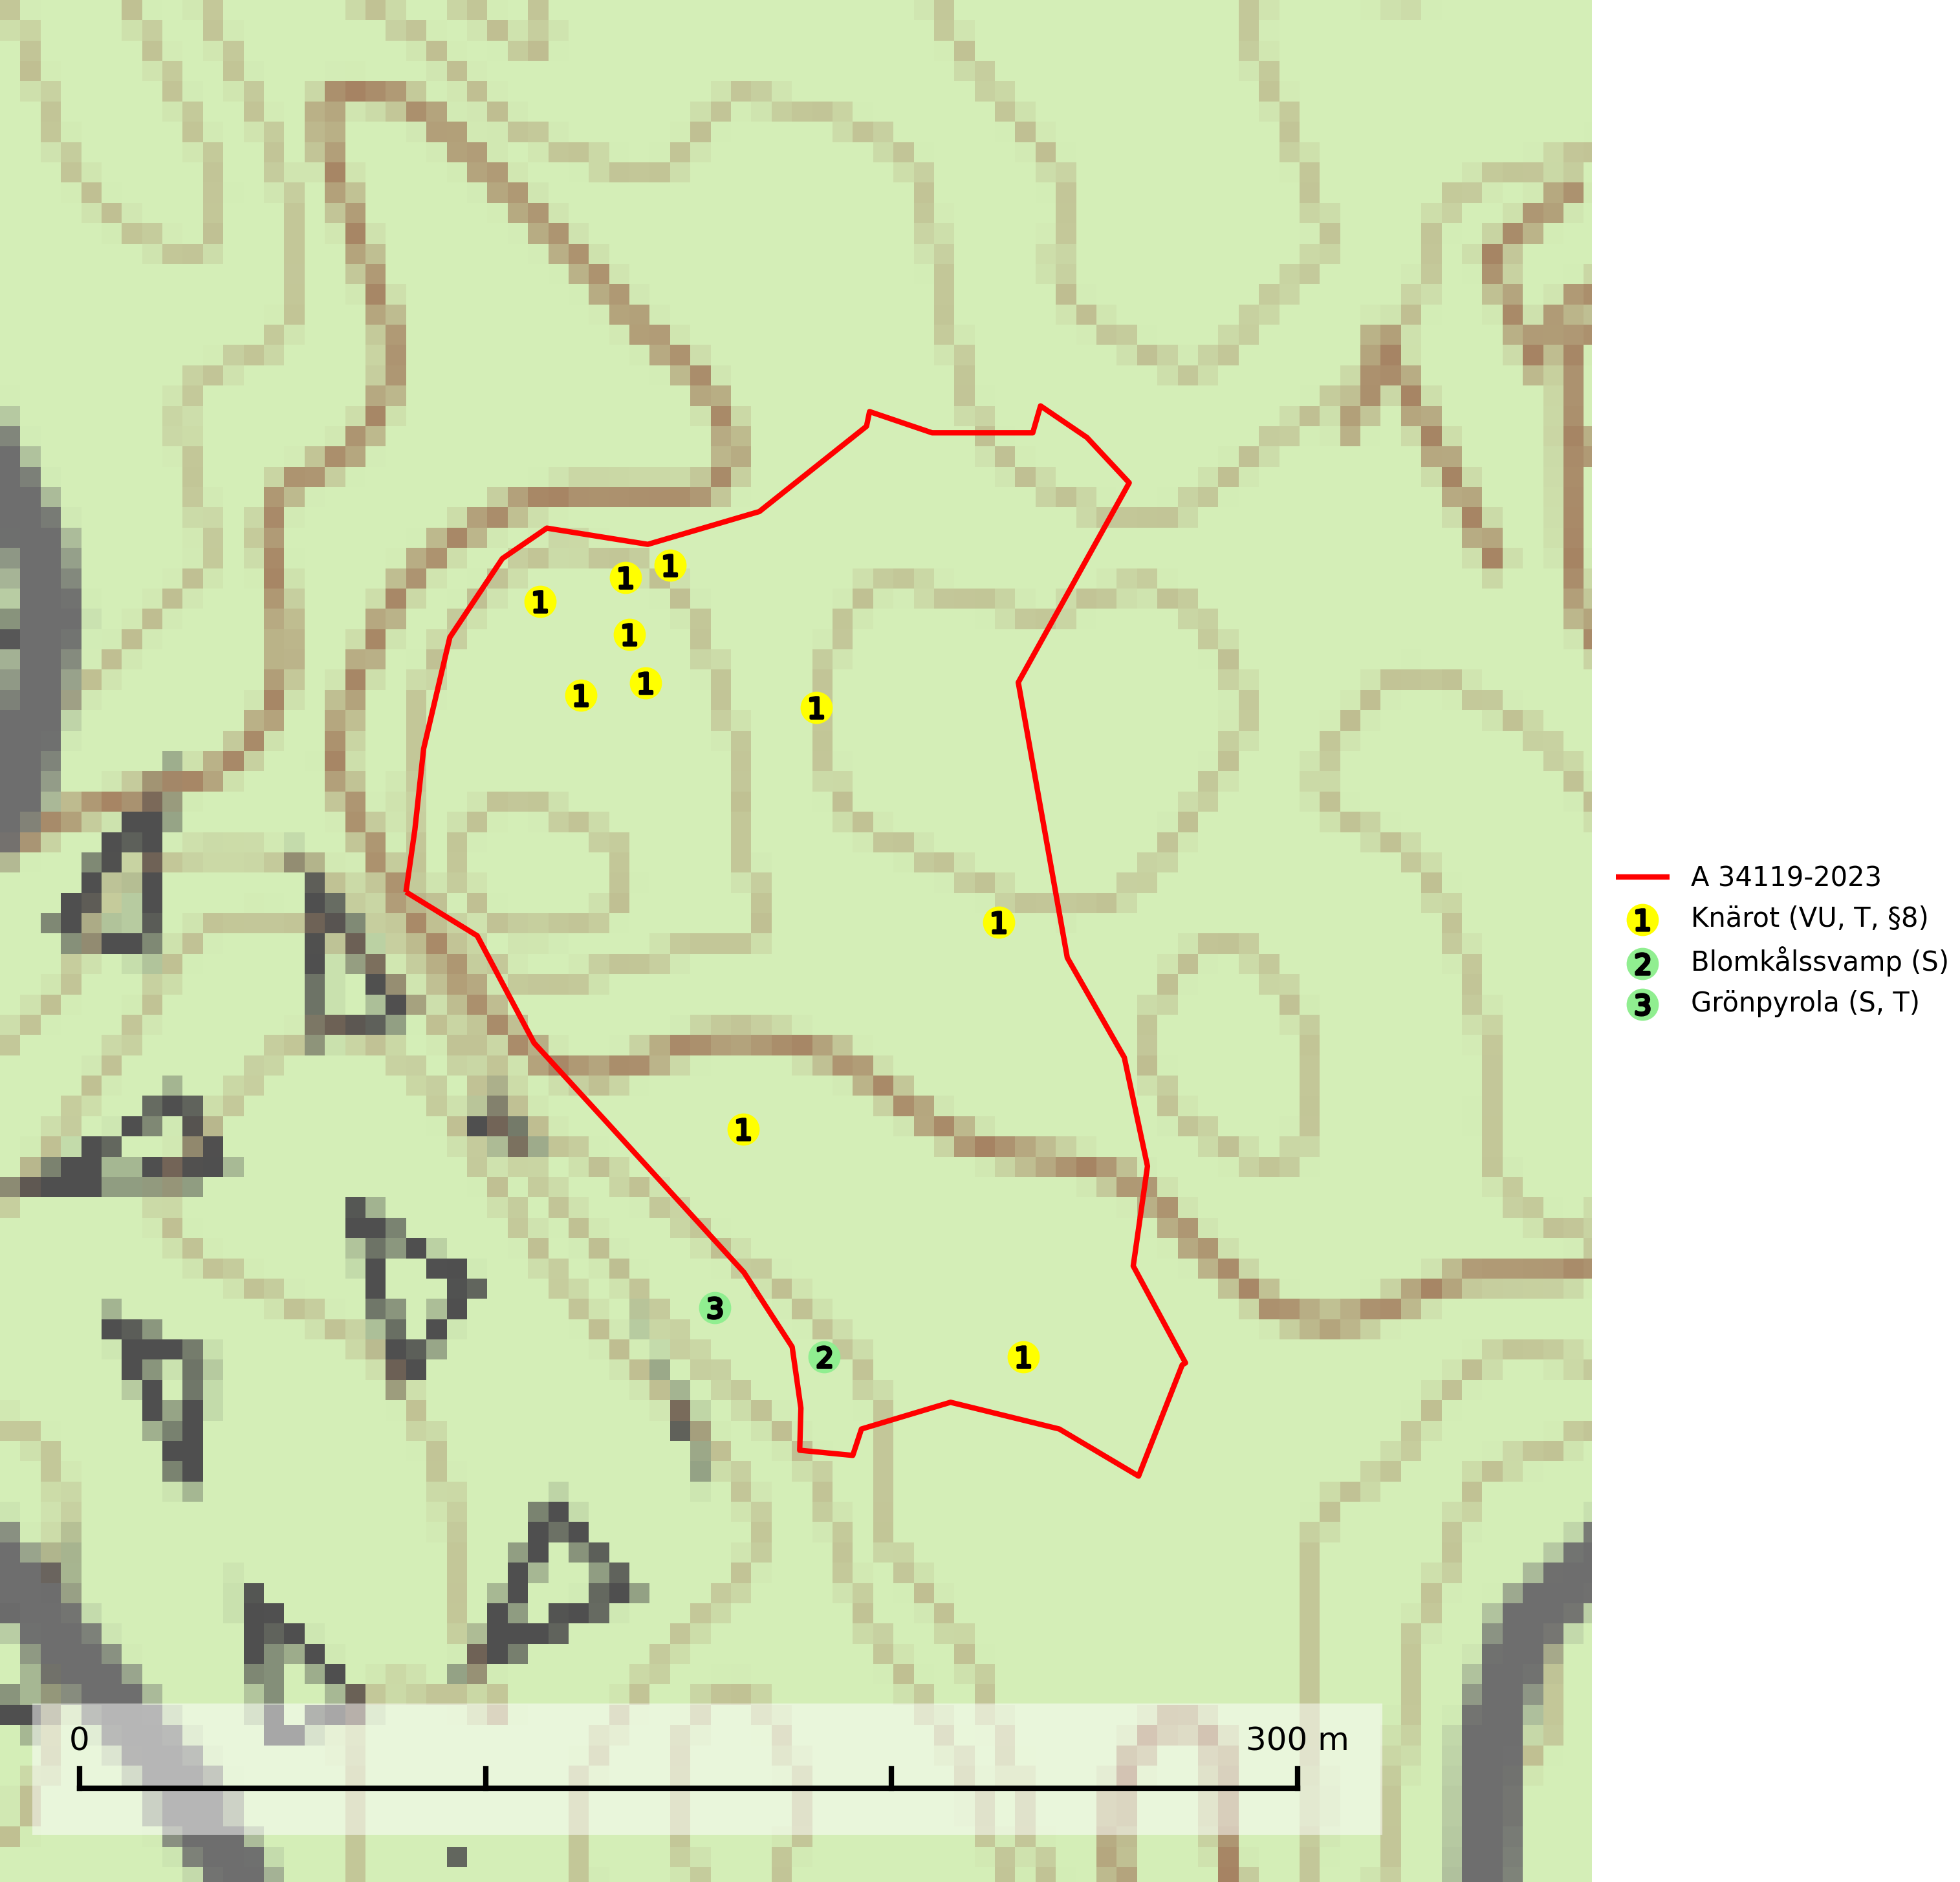 1
1
1
1
1
1
1
1
1
3
2
1
0
300 m
A 34119-2023
1 Knärot (VU, T, §8)
2 Blomkålssvamp (S)
3 Grönpyrola (S, T)